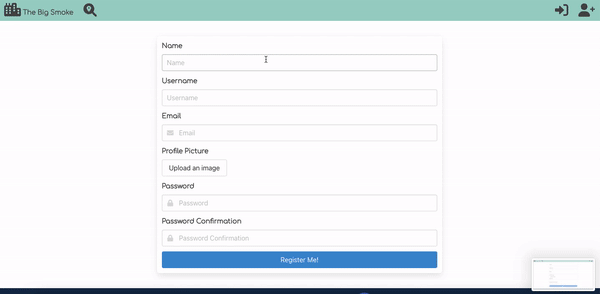 The Big Smoke
Name
Name
Username
Username
Email
Email
Profile Picture
Upload an image
Password
Password
Password Confirmation
Password Confirmation
Register Me!